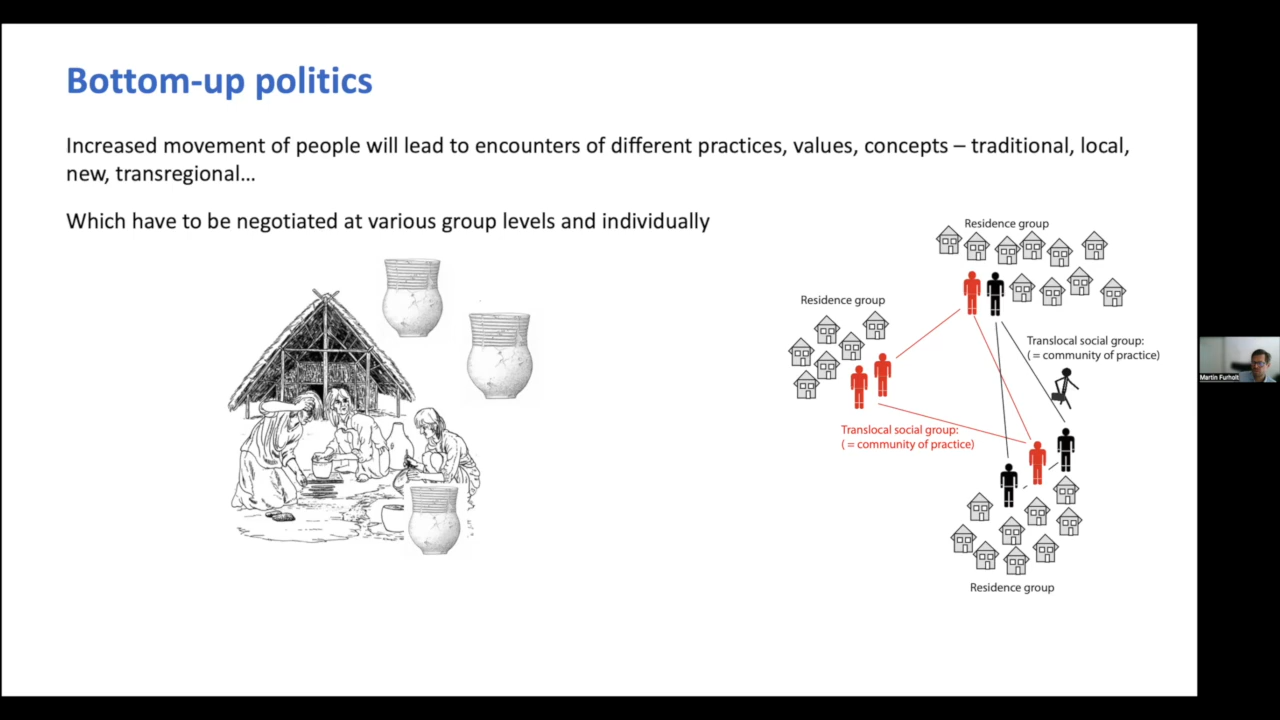 Bottom-up politics
Increased movement of people will lead to encounters of different practices, values, concepts – traditional, local,
new, transregional…
Which have to be negotiated at various group levels and individually
Residence group
Residence group
Translocal social group:
( = community of practice)
Translocal social group:
( = community of practice)
Residence group
Martin Furholt